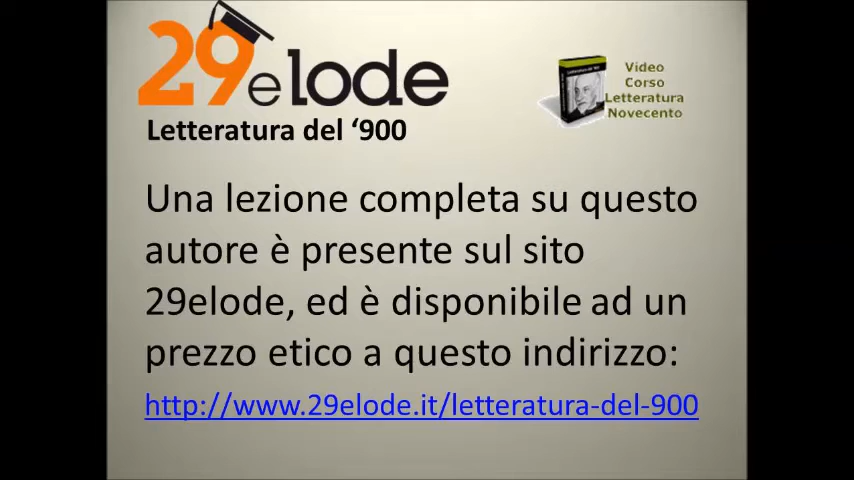 29elode
Letteratura del ‘900
Video
Corso
Letteratura
Novecento
Una lezione completa su questo
autore è presente sul sito
29elode, ed è disponibile ad un
prezzo etico a questo indirizzo:
http://www.29elode.it/letteratura-del-900